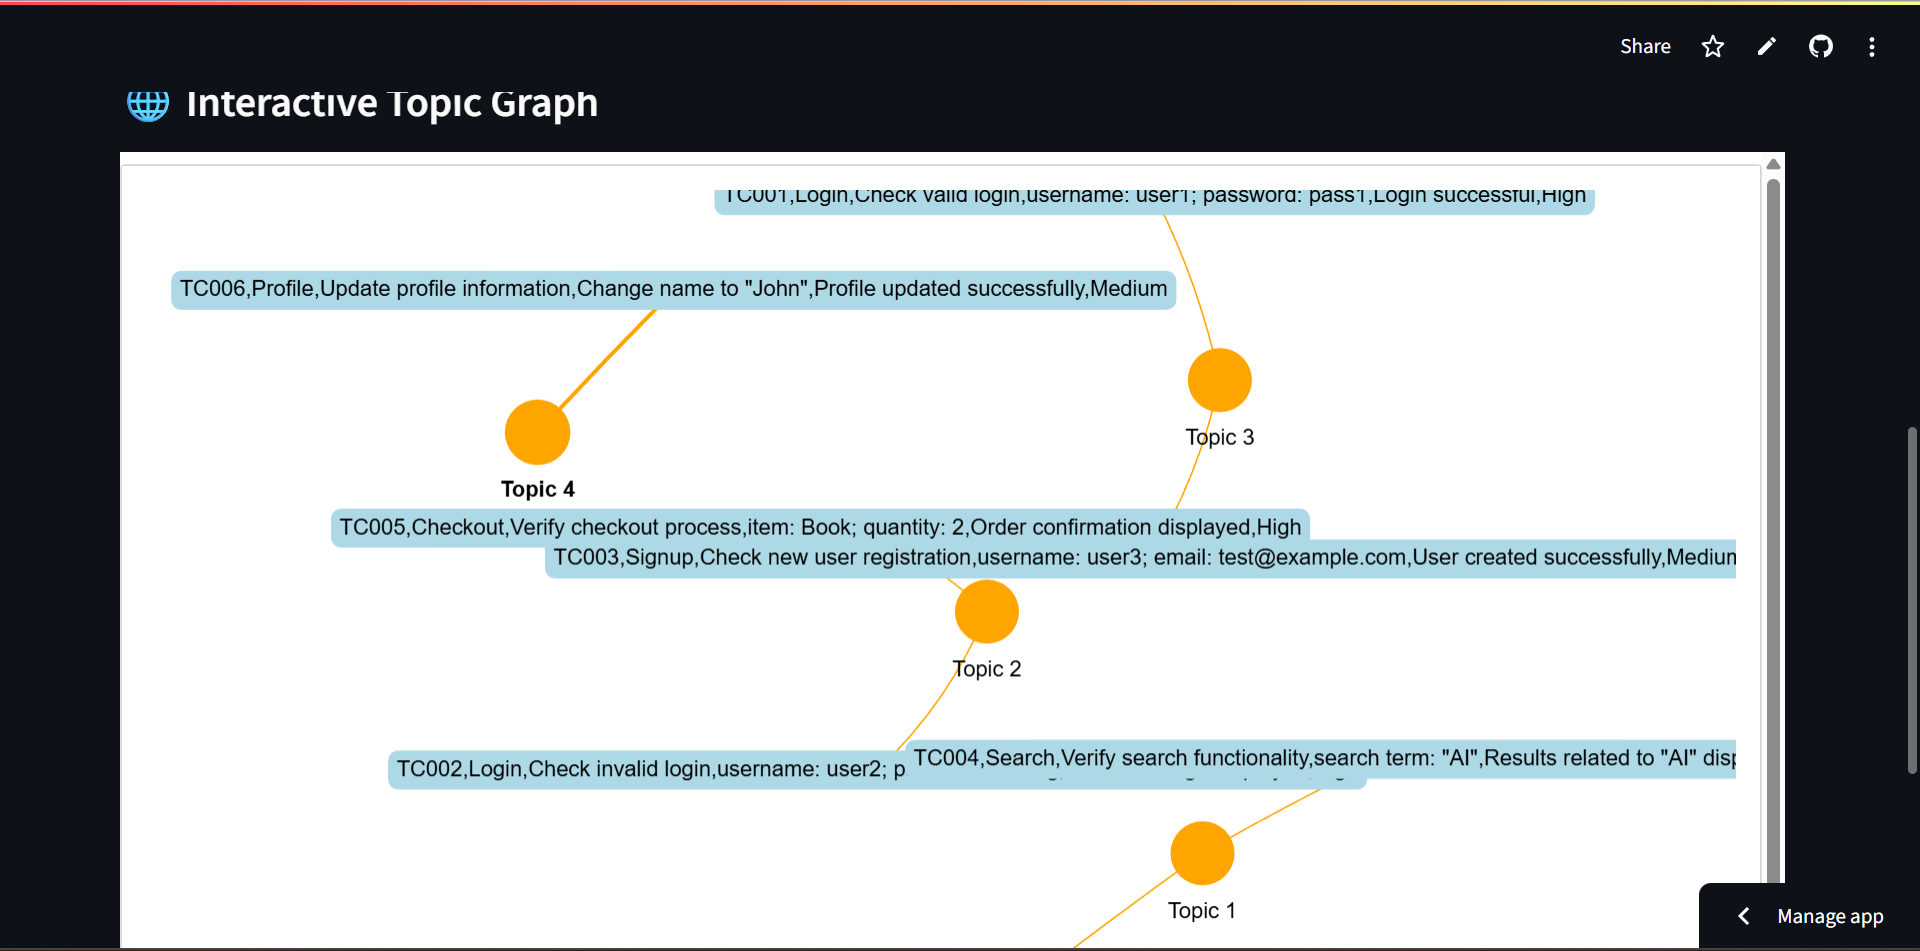 Share
Interactive Topic Graph
TC001,Login,Check valid login,username: user1; password: pass1,Login successful,High
TC006,Profile,Update profile information,Change name to "John",Profile updated successfully,Medium
Topic 3
Topic 4
TC005,Checkout,Verify checkout process,item: Book; quantity: 2,Order confirmation displayed,High
TC003,Signup,Check new user registration,username: user3; email: test@example.com,User created successfully,Medium
Topic 2
TC004,Search,Verify search functionality,search term: "AI",Results related to "AI"
TC002,Login,Check invalid login,username: user2;
Topic 1
Manage app